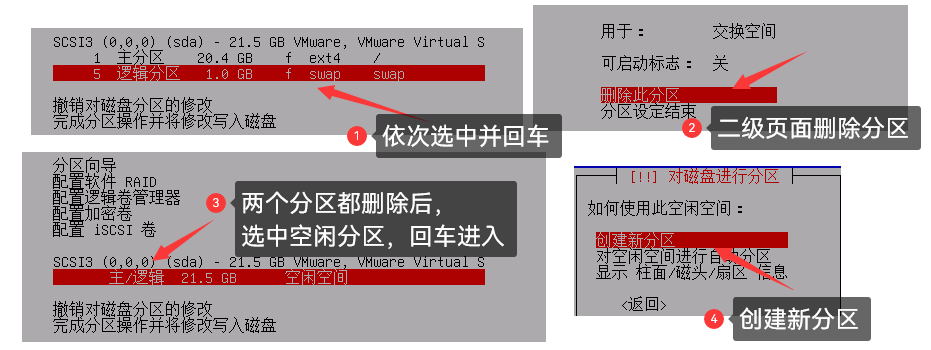 SCSI3 (0,0,0) (sda) - 21.5 GB VMware, VMware Virtual S
1 主分区 20.4 GB f ext4 /
5 逻辑分区 1.0 GB f swap swap
撤销对磁盘分区的修改
完成分区操作并将修改写入磁盘
1 依次选中并回车
用于： 交换空间
可启动标志： 关
删除此分区
分区设定结束
2 二级页面删除分区
分区向导
配置软件 RAID
配置逻辑卷管理器
配置加密卷
配置 iSCSI 卷
3 两个分区都删除后，
选中空闲分区，回车进入
SCSI3 (0,0,0) (sda) - 21.5 GB VMware, VMware Virtual S
主/逻辑 21.5 GB 空闲空间
撤销对磁盘分区的修改
完成分区操作并将修改写入磁盘
[!!] 对磁盘进行分区
如何使用此空闲空间：
创建新分区
对空闲空间进行自动分区
显示 柱面/磁头/扇区 信息
<返回>
4 创建新分区